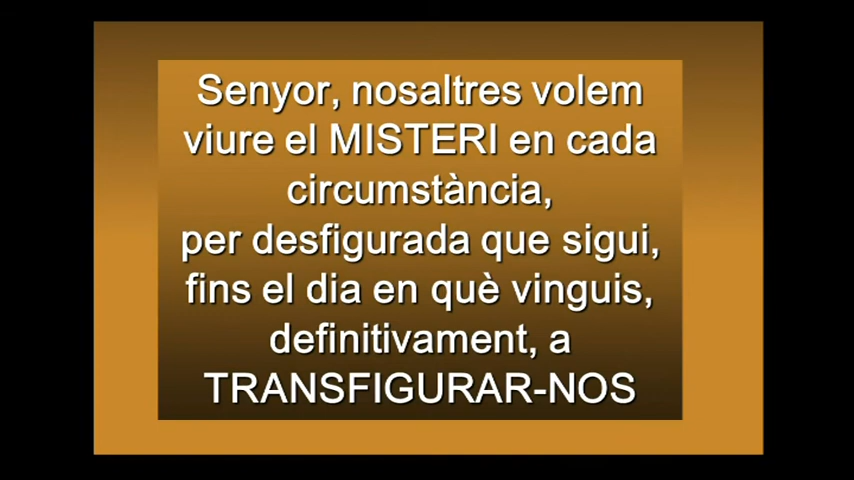 Senyor, nosaltres volem
viure el MISTERI en cada
circumstància,
per desfigurada que sigui,
fins el dia en què vinguis,
definitivament, a
TRANSFIGURAR-NOS